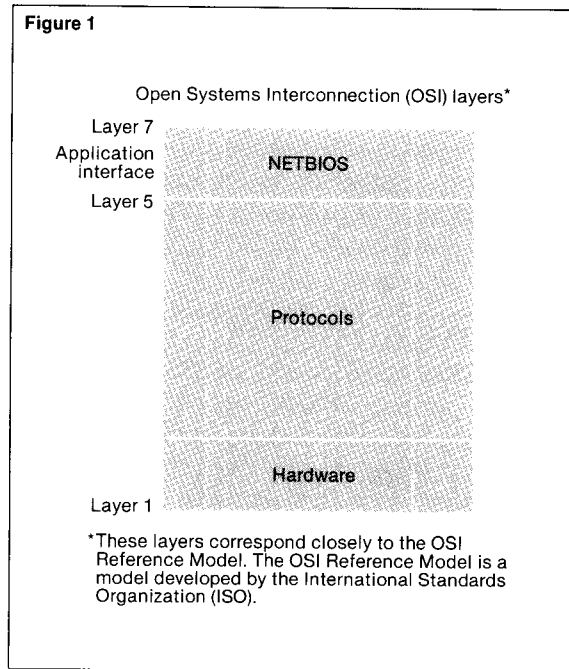 Figure 1
Open Systems Interconnection (OSI) layers*
Layer 7
Application
interface
NETBIOS
Layer 5
Protocols
Hardware
Layer 1
*These layers correspond closely to the OSI
Reference Model. The OSI Reference Model is a
model developed by the International Standards
Organization (ISO).